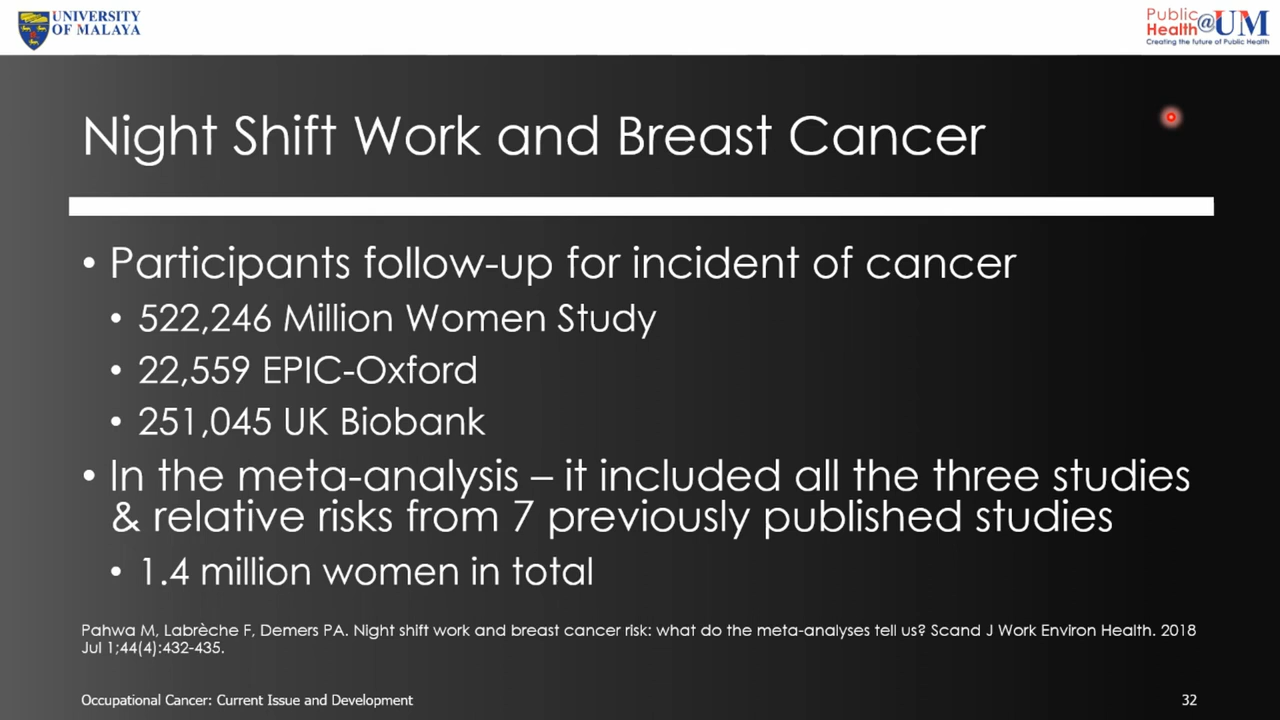 UNIVERSITY
OF MALAYA
Public
Health@UM
Creating the future of Public Health
Night Shift Work and Breast Cancer
• Participants follow-up for incident of cancer
• 522,246 Million Women Study
• 22,559 EPIC-Oxford
• 251,045 UK Biobank
• In the meta-analysis – it included all the three studies
& relative risks from 7 previously published studies
• 1.4 million women in total
Pahwa M, Labrèche F, Demers PA. Night shift work and breast cancer risk: what do the meta-analyses tell us? Scand J Work Environ Health. 2018
Jul 1;44(4):432-435.
Occupational Cancer: Current Issue and Development
32